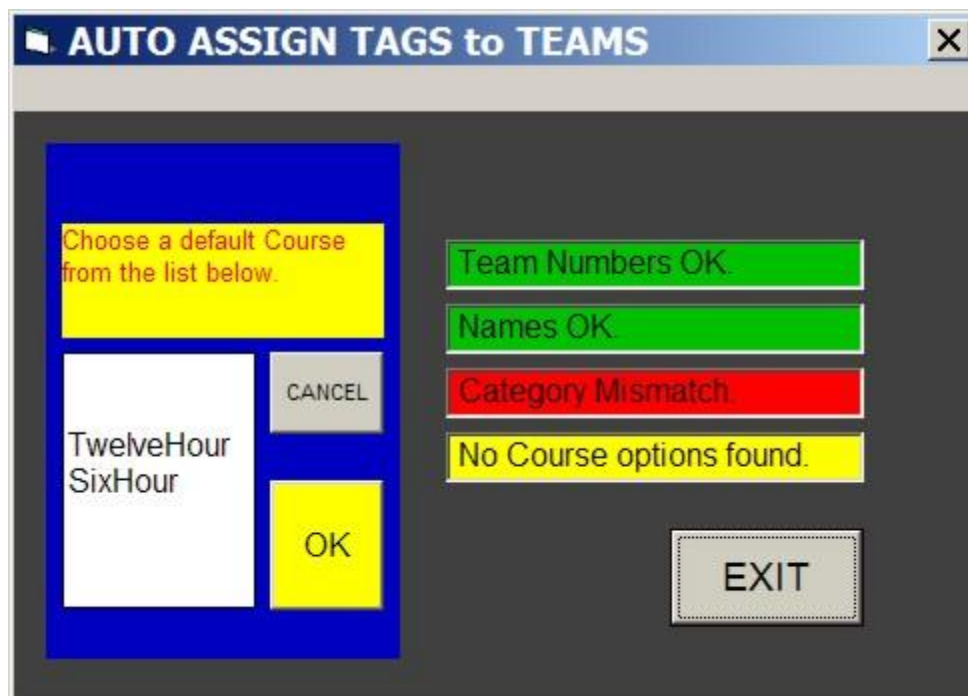 AUTO ASSIGN TAGS to TEAMS
Choose a default Course
from the list below.
TwelveHour
SixHour
CANCEL
OK
Team Numbers OK.
Names OK.
Category Mismatch.
No Course options found.
EXIT